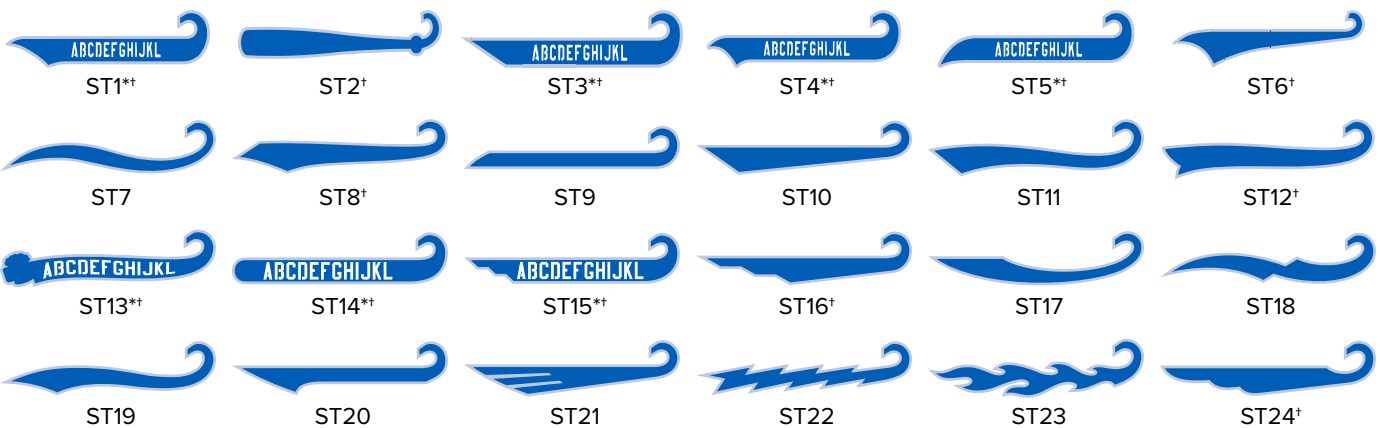 ABCDEFGHIJKL ABCDEFGHIJKL ABCDEFGHIJKL ABCDEFGHIJKL
ST1*† ST2† ST3*† ST4*† ST5*† ST6†
ST7 ST8† ST9 ST10 ST11 ST12†
ABCDEFGHIJKL ABCDEFGHIJKL ABCDEFGHIJKL
ST13*† ST14*† ST15*† ST16† ST17 ST18
ST19 ST20 ST21 ST22 ST23 ST24†